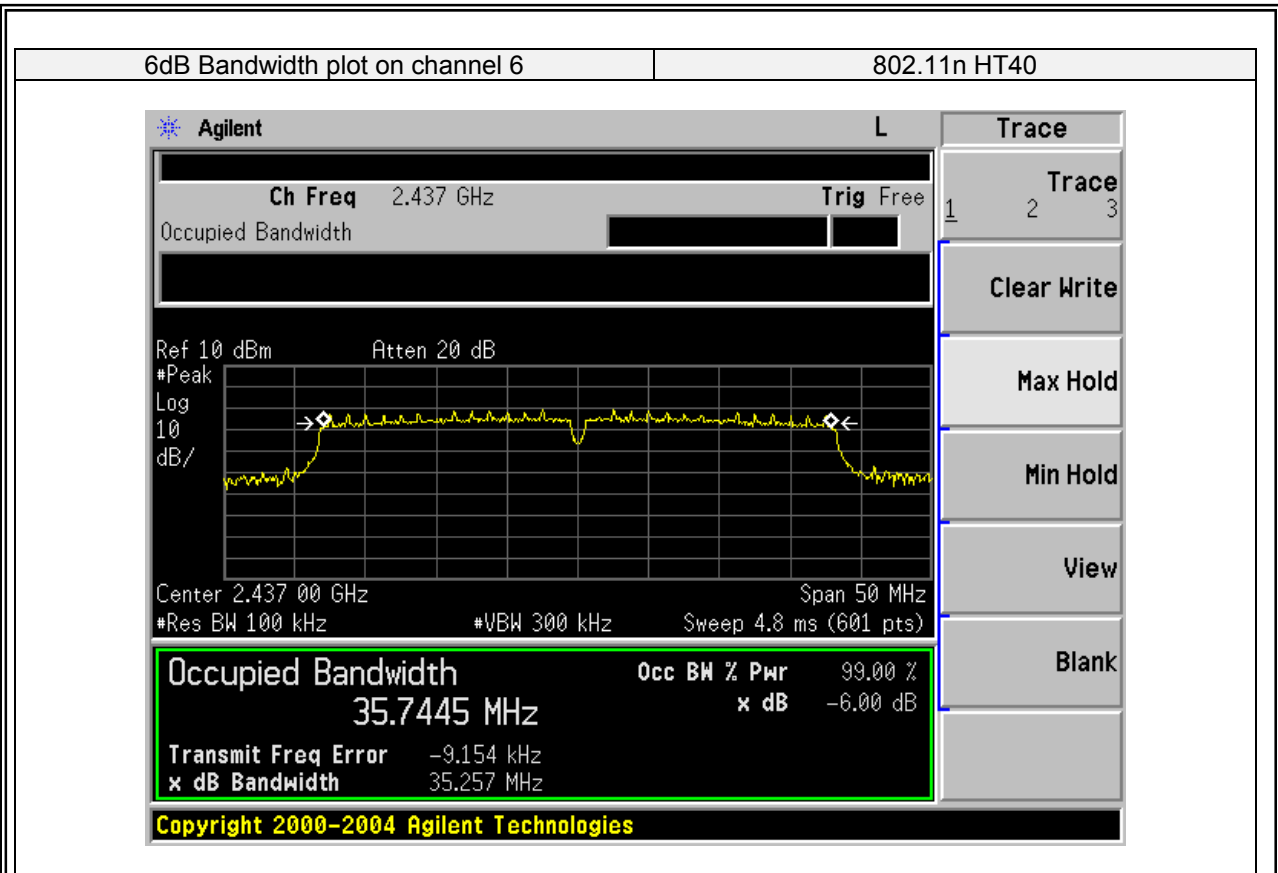 6dB Bandwidth plot on channel 6 802.11n HT40
Agilent L Trace
Ch Freq 2.437 GHz Trig Free
Occupied Bandwidth
Trace
1 2 3
Clear Write
Ref 10 dBm Atten 20 dB
#Peak
Log
10
dB/
Max Hold
Min Hold
View
Center 2.437 00 GHz Span 50 MHz
#Res BW 100 kHz #VBW 300 kHz Sweep 4.8 ms (601 pts)
Blank
Occupied Bandwidth Occ BW % Pwr 99.00 %
35.7445 MHz x dB -6.00 dB
Transmit Freq Error -9.154 kHz
x dB Bandwidth 35.257 MHz
Copyright 2000-2004 Agilent Technologies